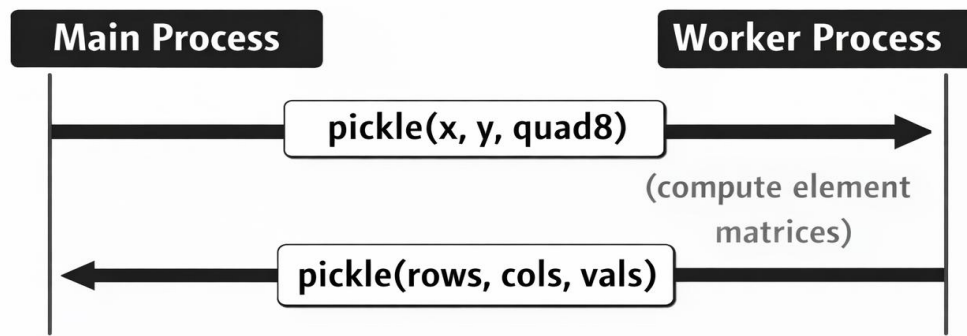 Main Process
Worker Process
pickle(x, y, quad8)
(compute element
matrices)
pickle(rows, cols, vals)